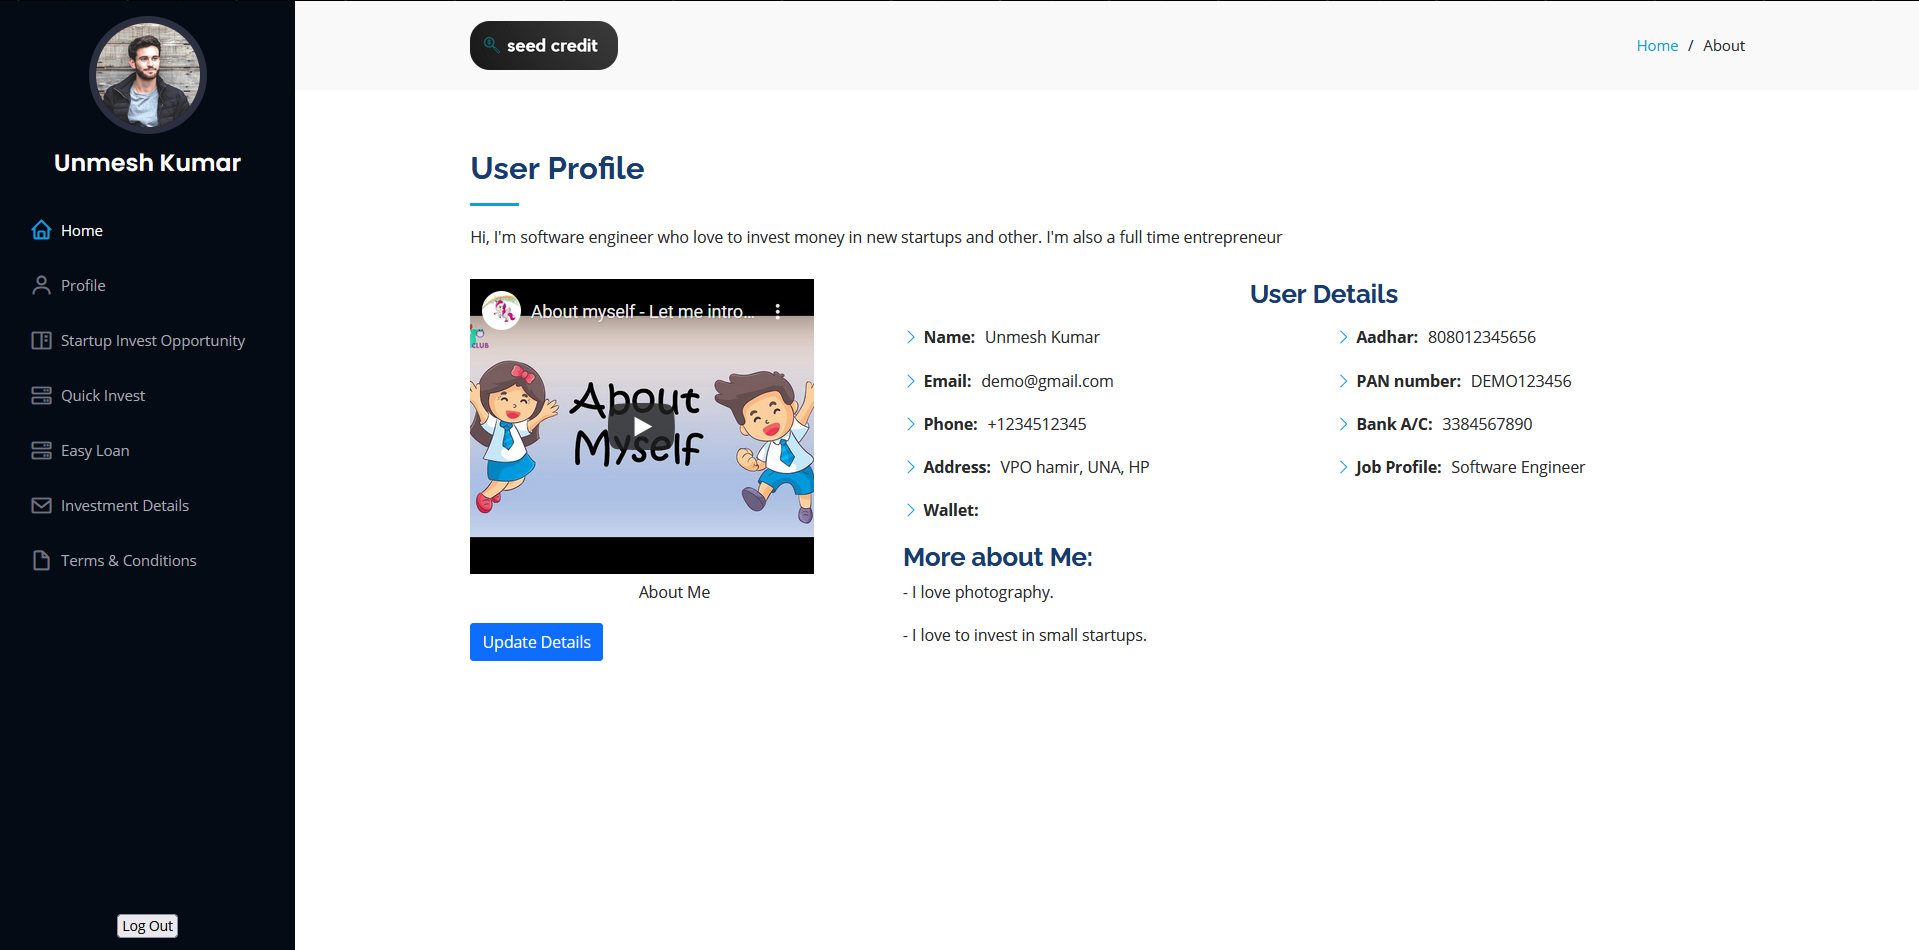 Unmesh Kumar
Home
Profile
Startup Invest Opportunity
Quick Invest
Easy Loan
Investment Details
Terms & Conditions
Log Out
seed credit
Home / About
User Profile
Hi, I'm software engineer who love to invest money in new startups and other. I'm also a full time entrepreneur
About myself - Let me intro...
CLUB
About
Myself
About Me
Update Details
User Details
Name: Unmesh Kumar
Email: demo@gmail.com
Phone: +1234512345
Address: VPO hamir, UNA, HP
Wallet:
Aadhar: 808012345656
PAN number: DEMO123456
Bank A/C: 3384567890
Job Profile: Software Engineer
More about Me:
- I love photography.
- I love to invest in small startups.